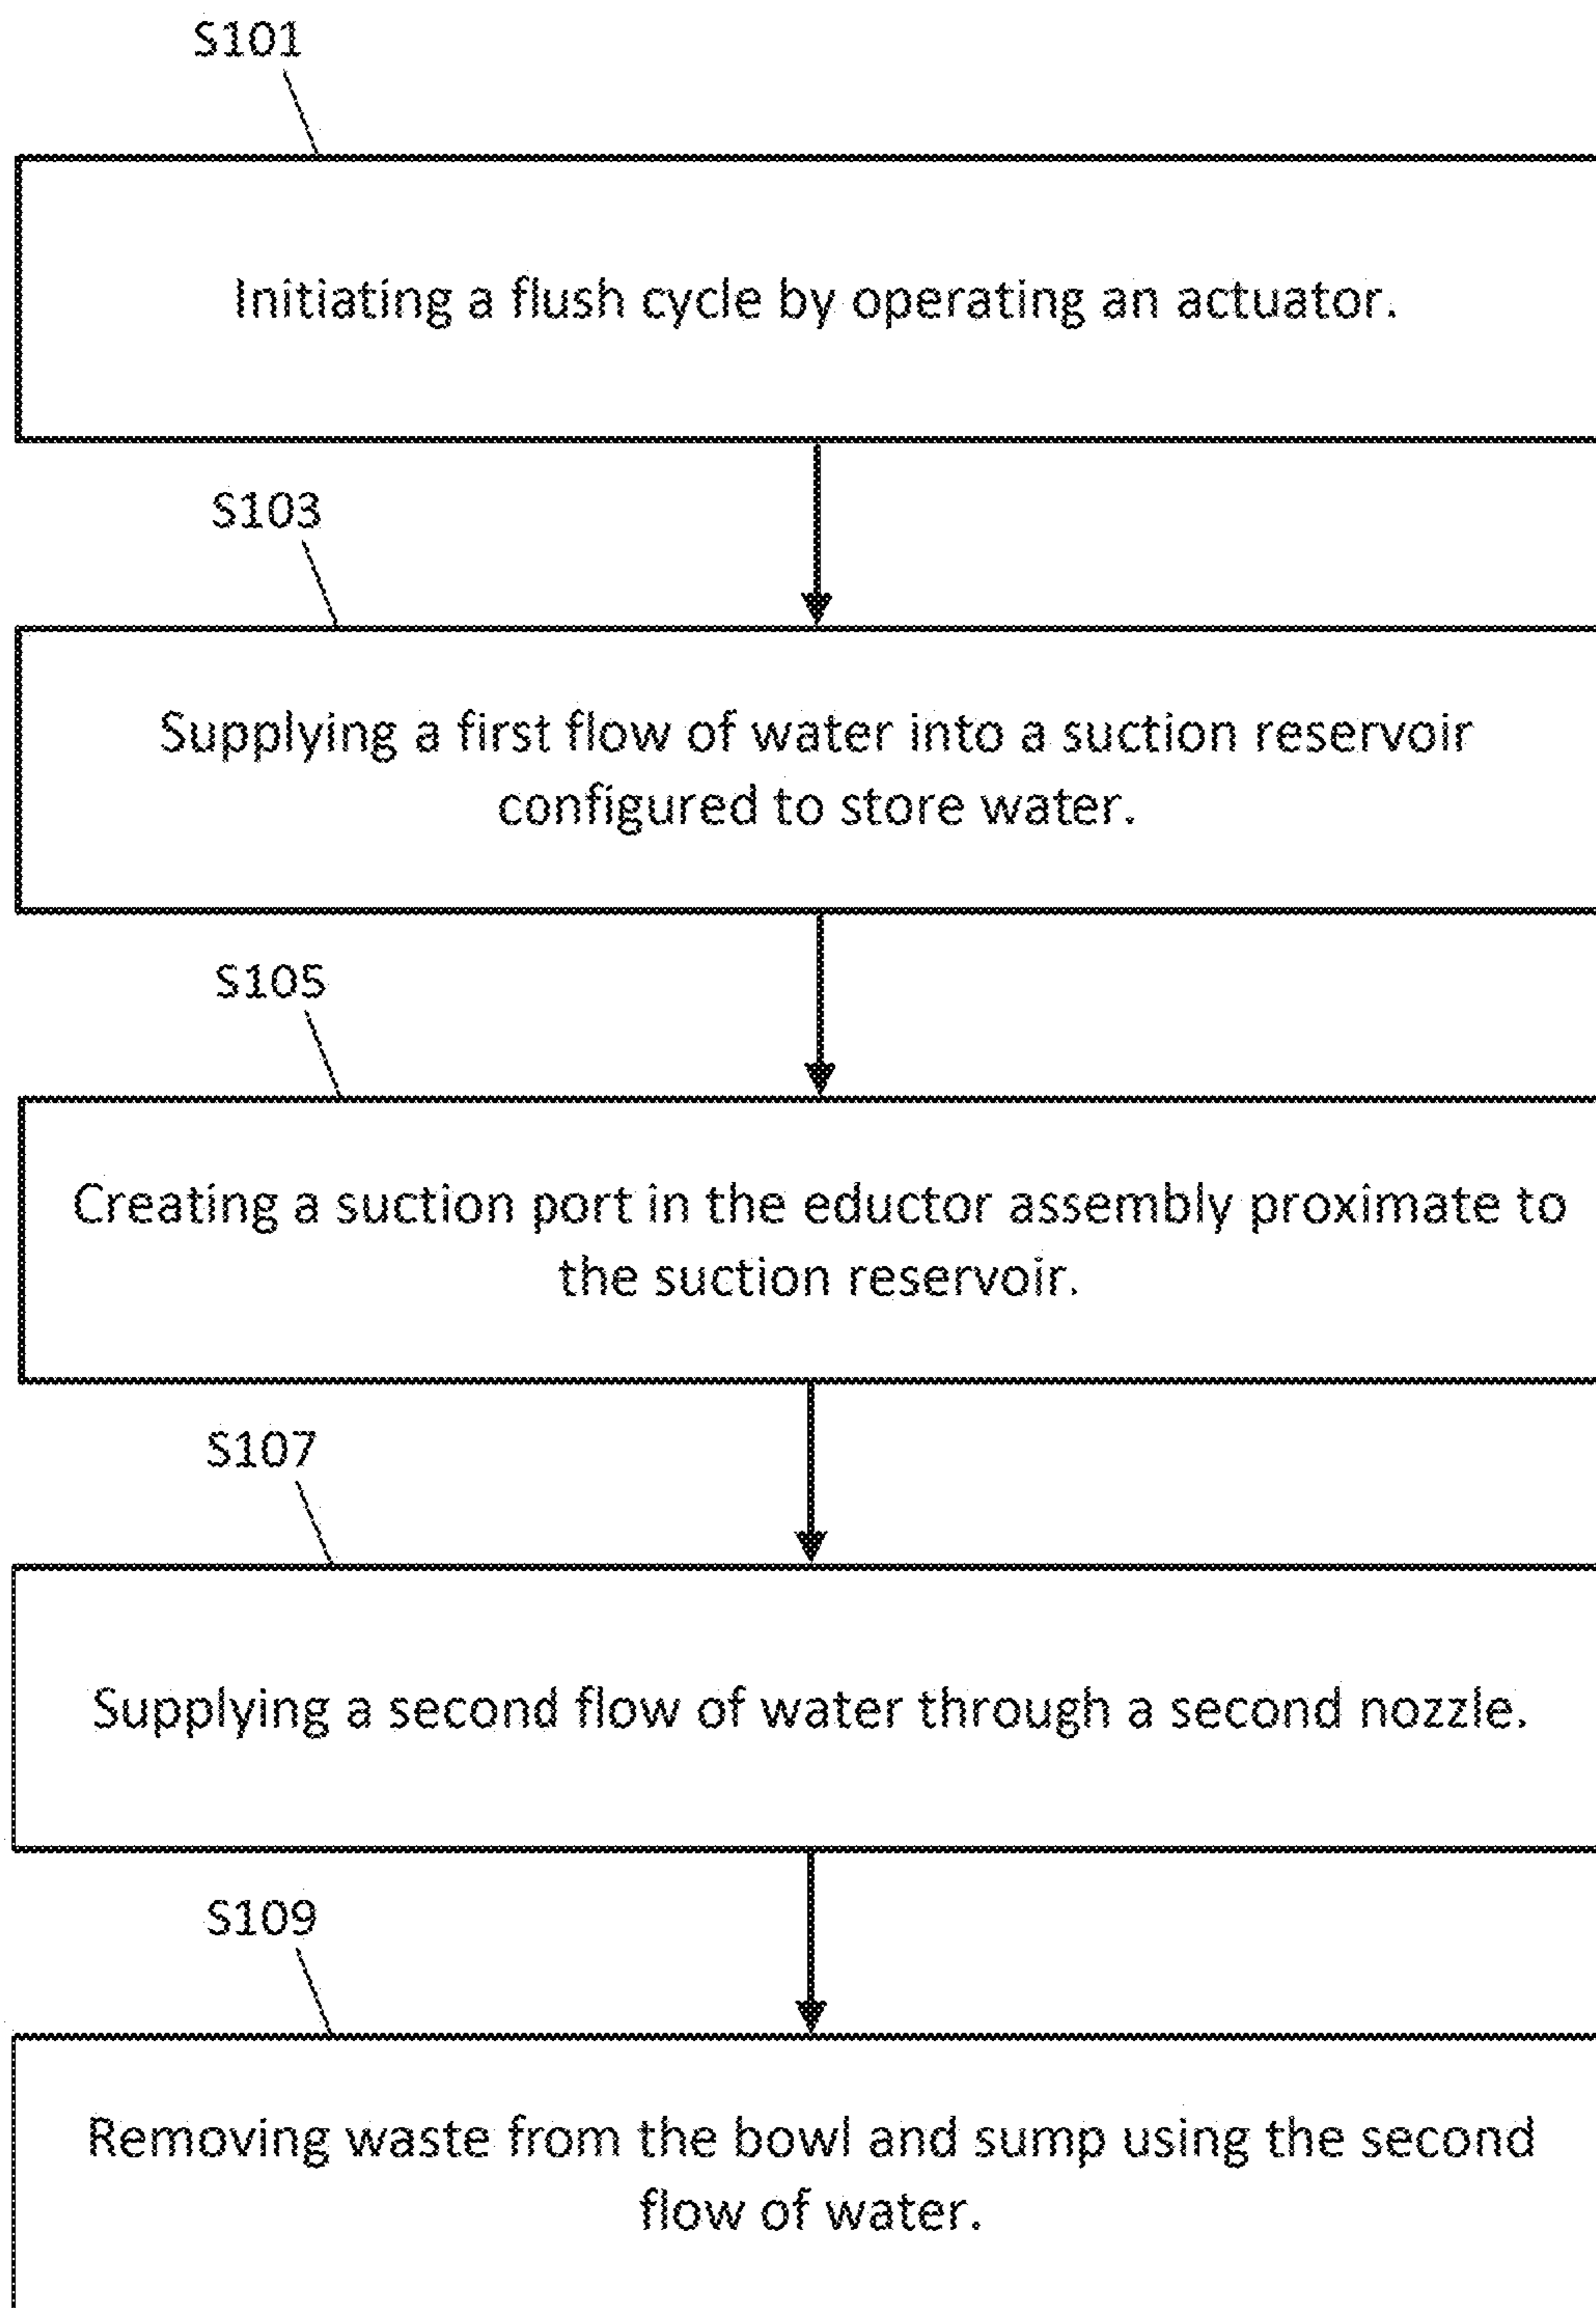 S101
Initiating a flush cycle by operating an actuator.
S103
Supplying a first flow of water into a suction reservoir
configured to store water.
S105
Creating a suction port in the eductor assembly proximate to
the suction reservoir.
S107
Supplying a second flow of water through a second nozzle.
S109
Removing waste from the bowl and sump using the second
flow of water.